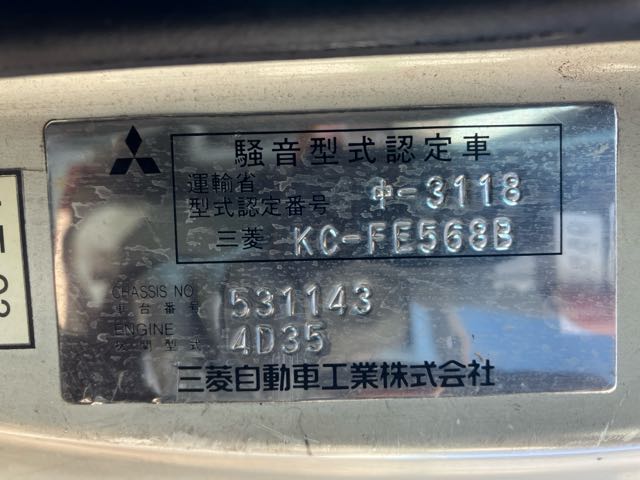 騒音型式認定車
運輸省
型式認定番号 中-3118
三菱 KC-FE568B
CHASSIS NO
車台番号 531143
ENGINE
機関型式 4D35
三菱自動車工業株式会社